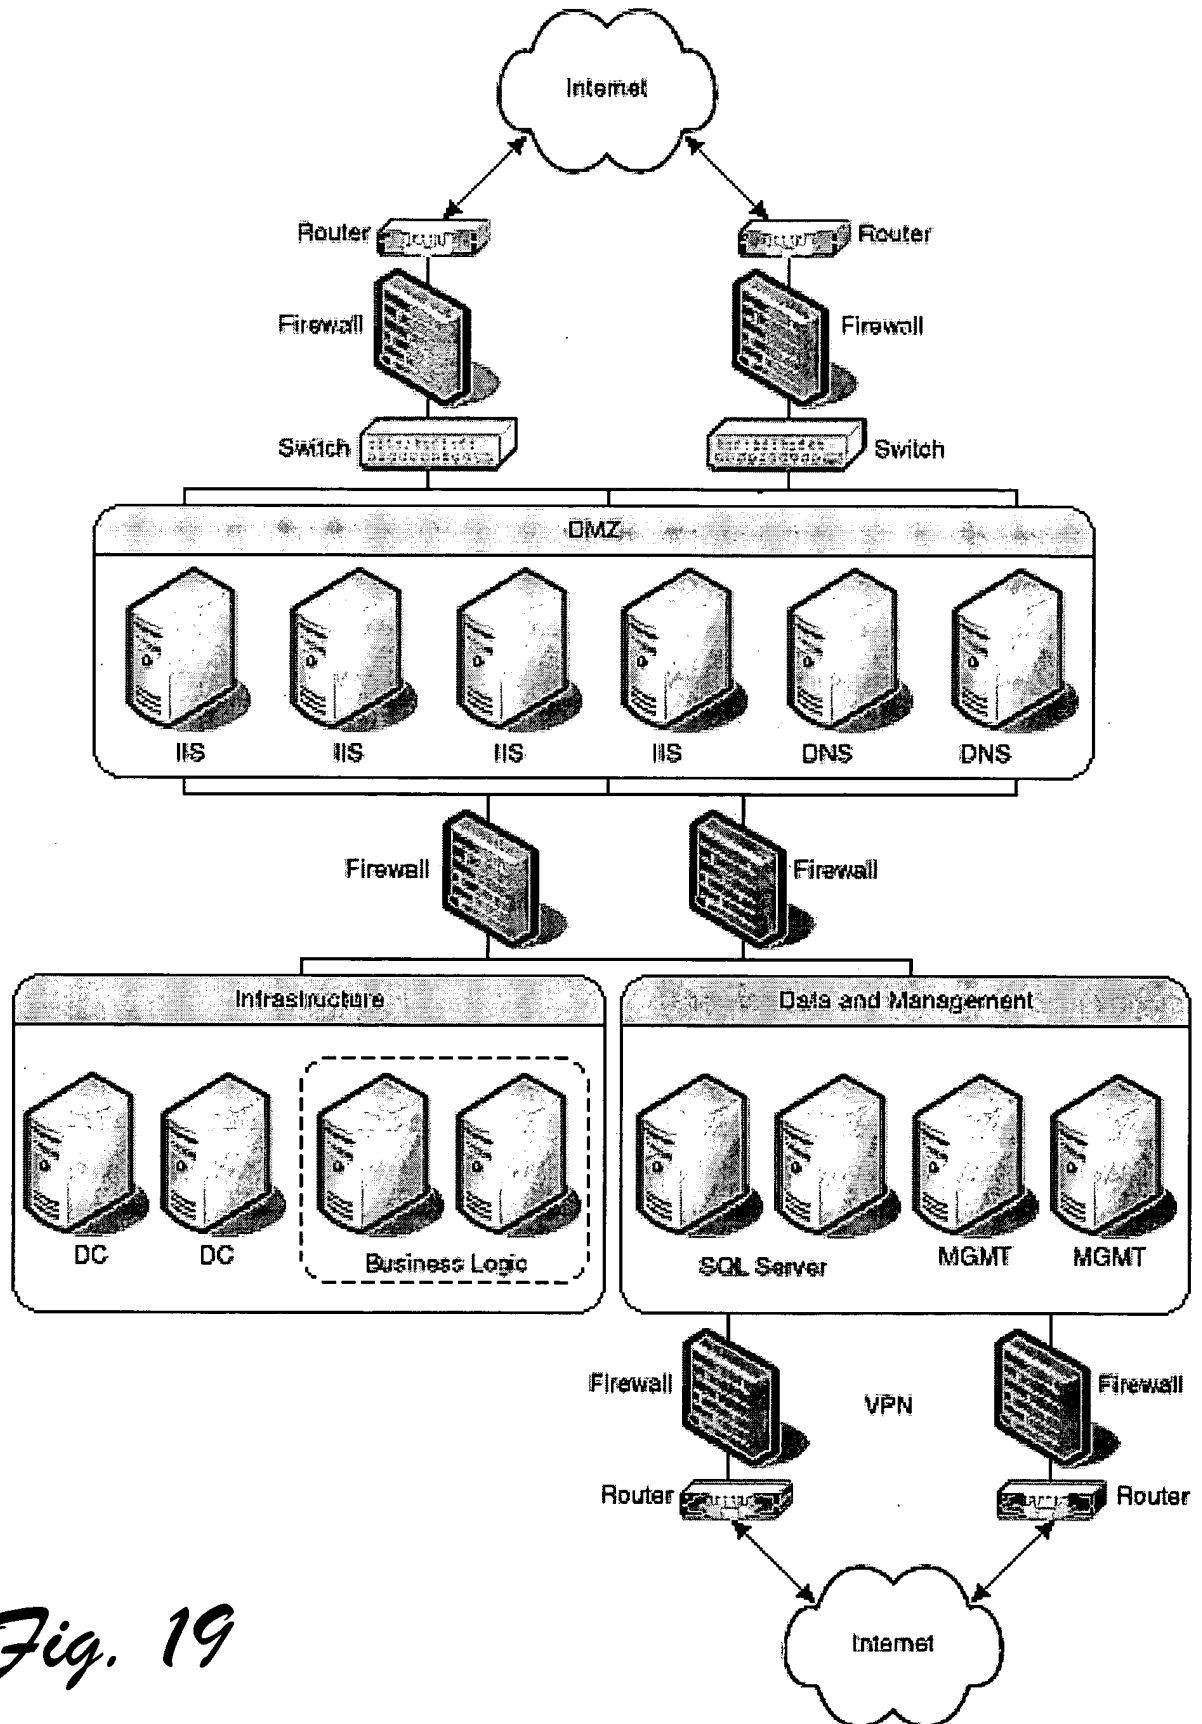 Internet
Router
Router
Firewall
Firewall
Switch
Switch
DMZ
IIS
IIS
IIS
IIS
DNS
DNS
Firewall
Firewall
Infrastructure
Data and Management
DC
DC
Business Logic
SQL Server
MGMT
MGMT
Firewall
VPN
Firewall
Router
Router
Internet
Fig. 19